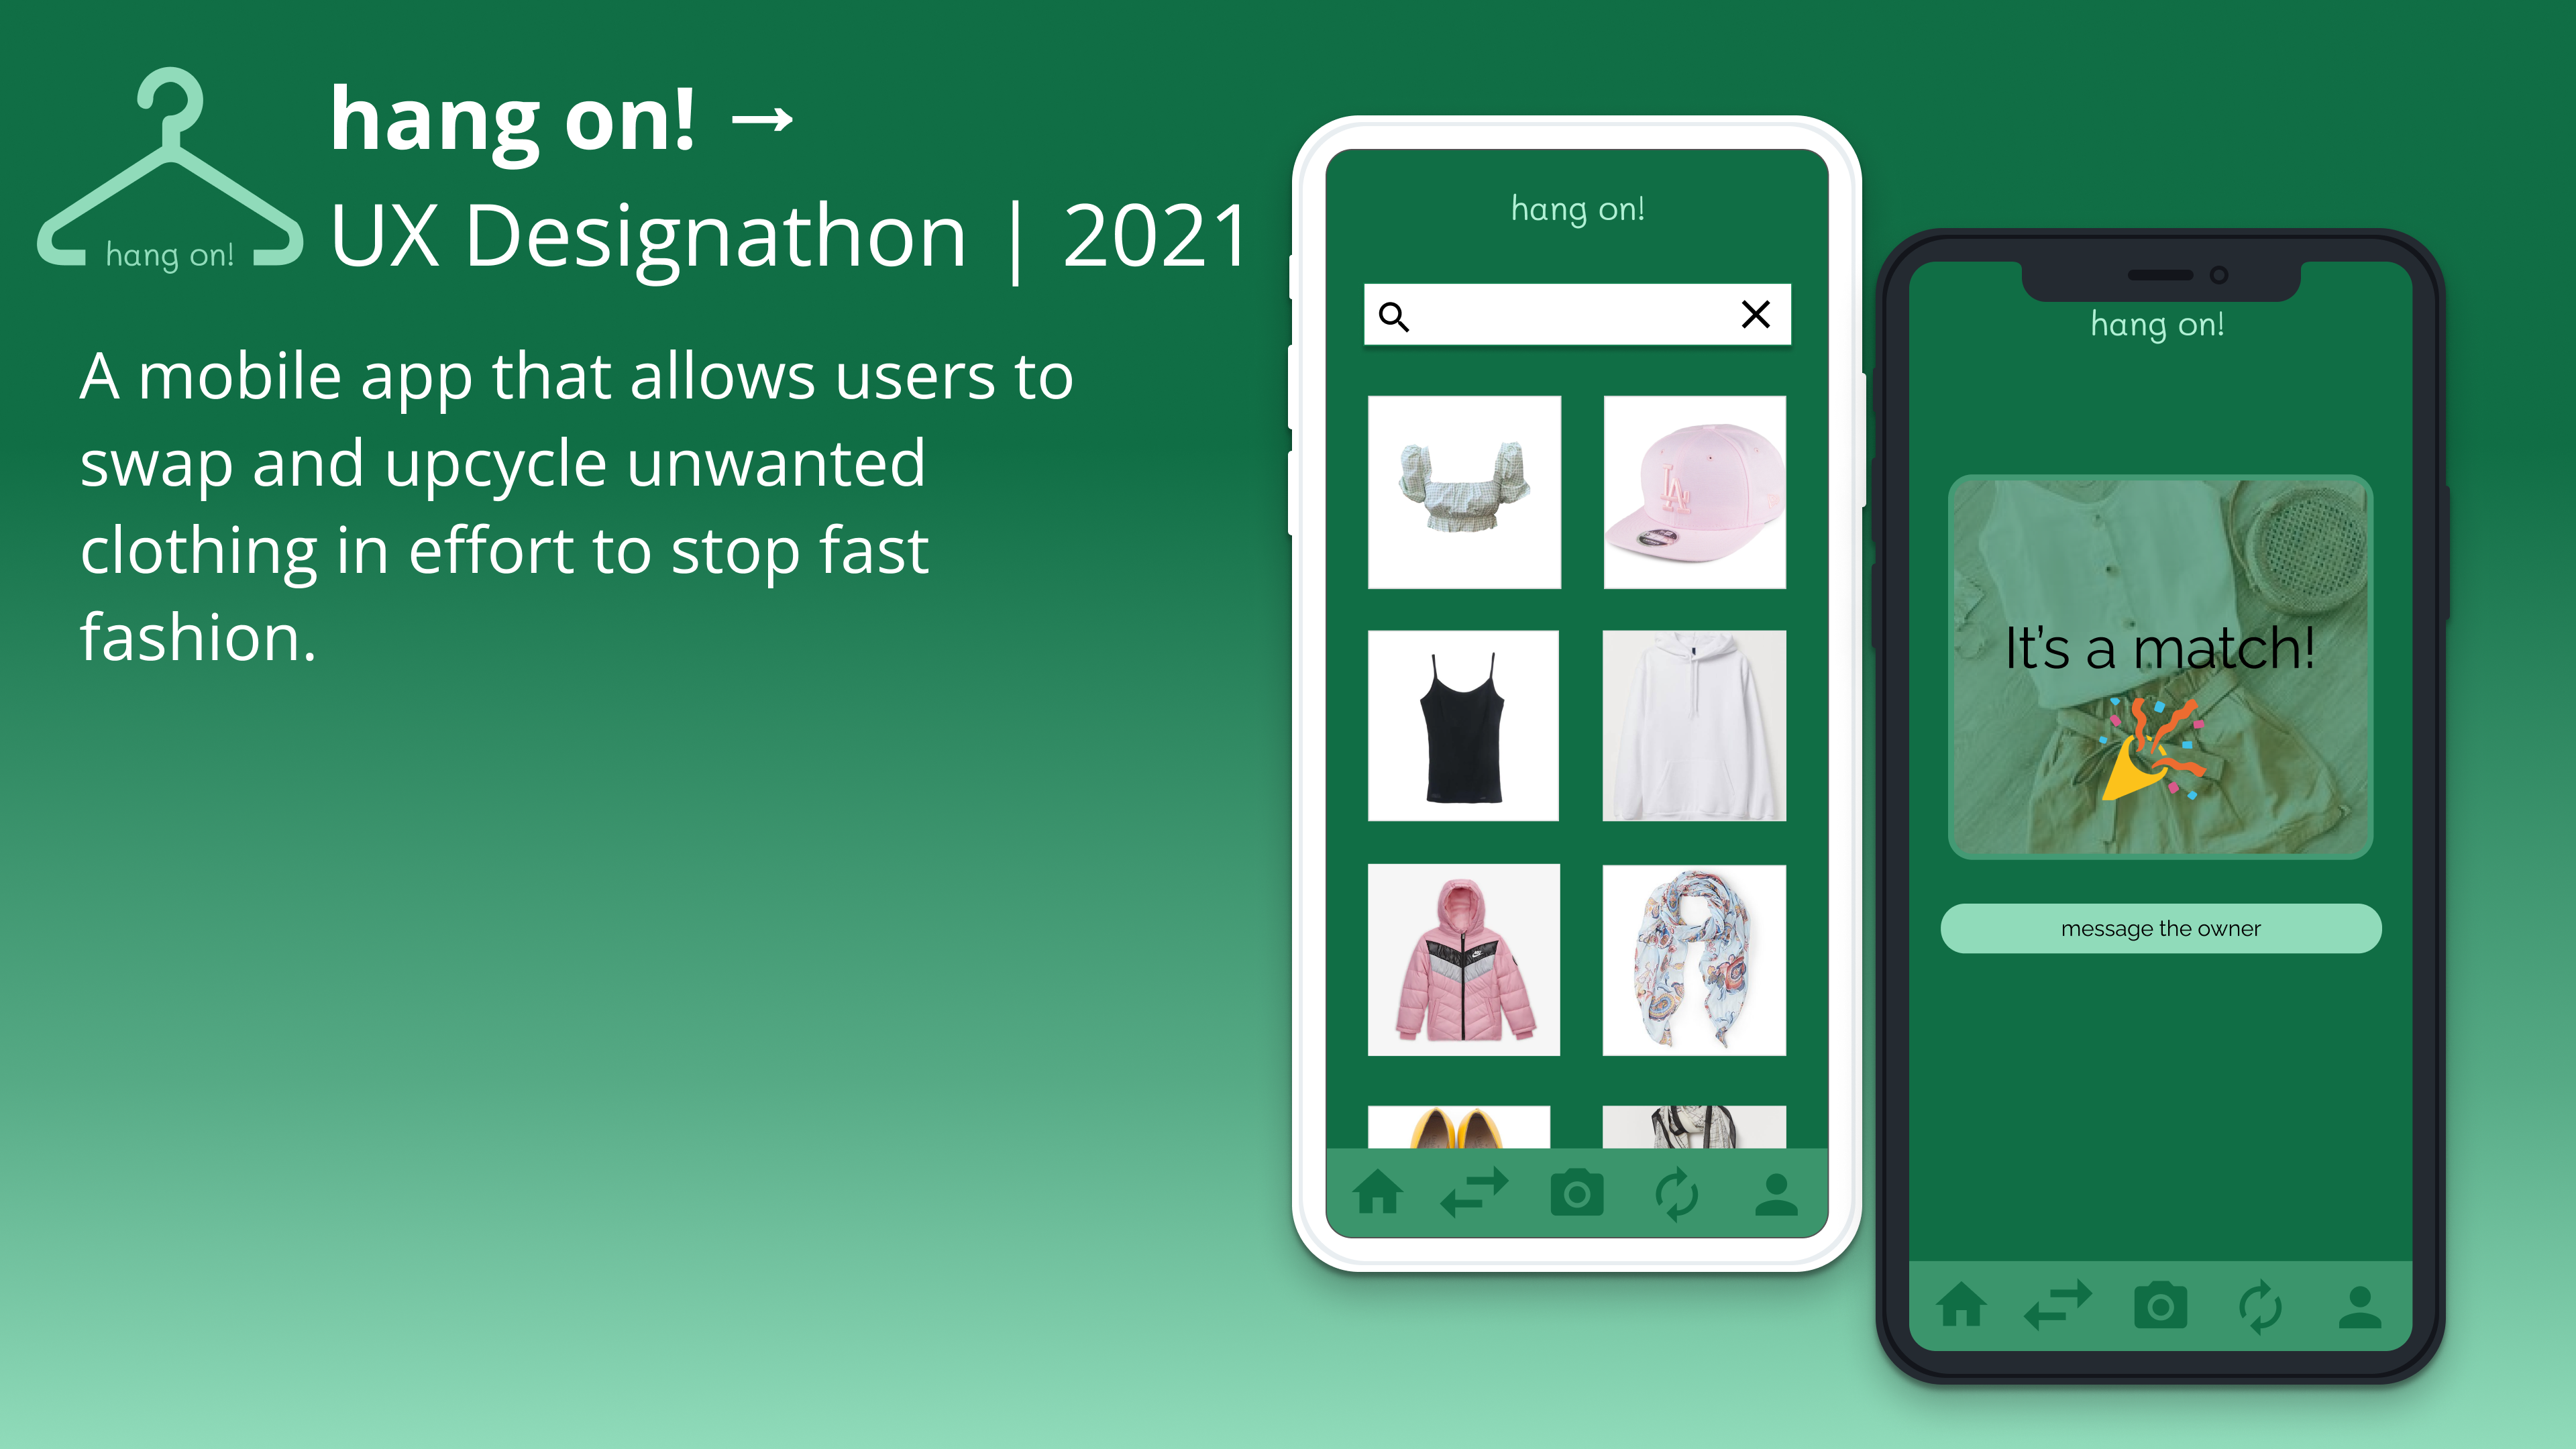 hang on! →
UX Designathon | 2021
hang on!
A mobile app that allows users to
swap and upcycle unwanted
clothing in effort to stop fast
fashion.
hang on!
LA
hang on!
It's a match!
message the owner